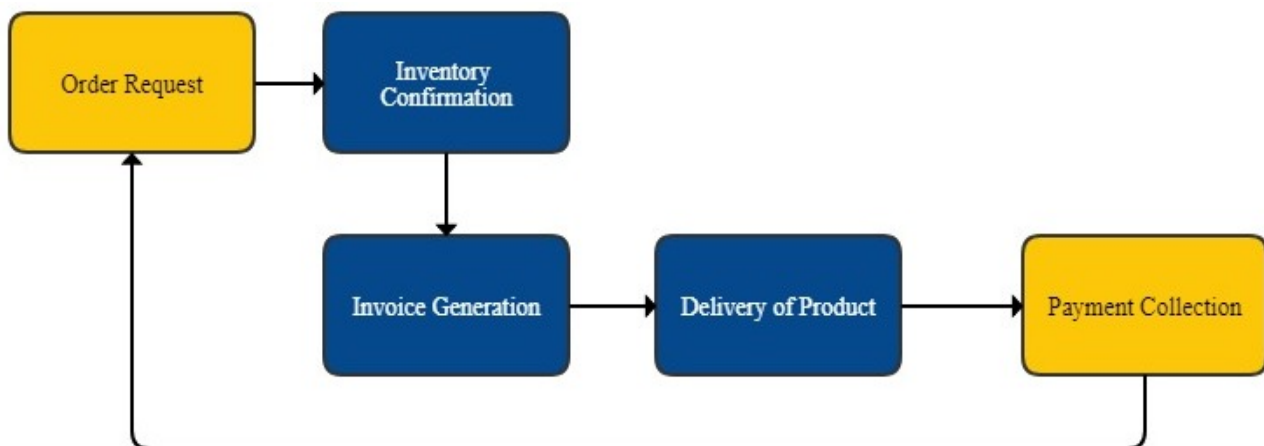 Order Request
Inventory
Confirmation
Invoice Generation
Delivery of Product
Payment Collection